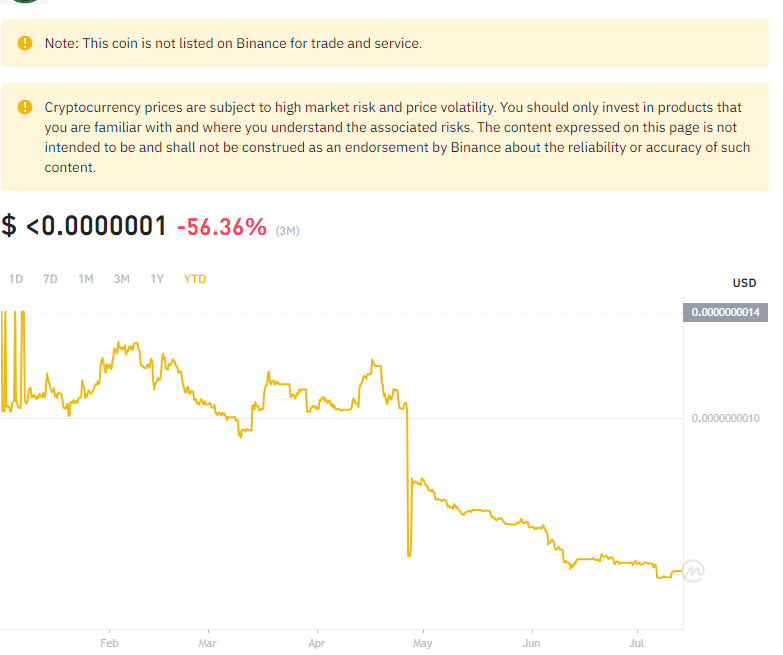 Note: This coin is not listed on Binance for trade and service.
Cryptocurrency prices are subject to high market risk and price volatility. You should only invest in products that
you are familiar with and where you understand the associated risks. The content expressed on this page is not
intended to be and shall not be construed as an endorsement by Binance about the reliability or accuracy of such
content.
$ <0.0000001 -56.36% (3M)
1D 7D 1M 3M 1Y YTD
USD
0.0000000014
0.0000000010
Feb Mar Apr May Jun Jul